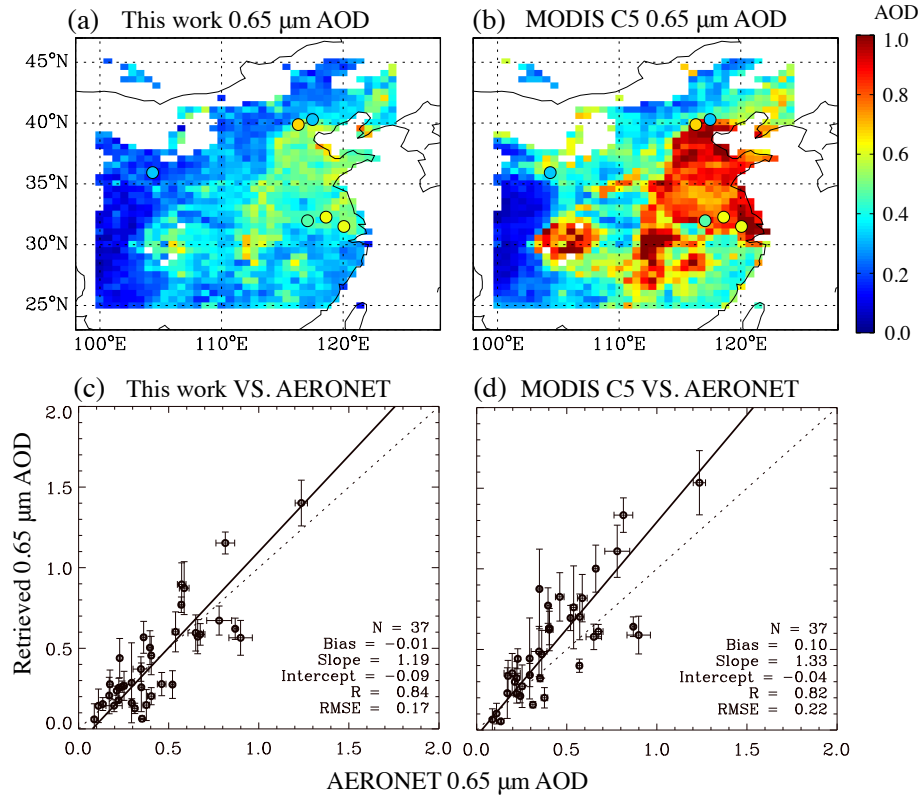 (a) This work 0.65 µm AOD
(b) MODIS C5 0.65 µm AOD
AOD
45°N
40°N
35°N
30°N
25°N
100°E
110°E
120°E
100°E
110°E
120°E
1.0
0.8
0.6
0.4
0.2
0.0
(c) This work VS. AERONET
(d) MODIS C5 VS. AERONET
Retrieved 0.65 µm AOD
2.0
1.5
1.0
0.5
0.0
N = 37
Bias = −0.01
Slope = 1.19
Intercept = −0.09
R = 0.84
RMSE = 0.17
N = 37
Bias = 0.10
Slope = 1.33
Intercept = −0.04
R = 0.82
RMSE = 0.22
0.0
0.5
1.0
1.5
2.0
0.0
0.5
1.0
1.5
2.0
AERONET 0.65 µm AOD